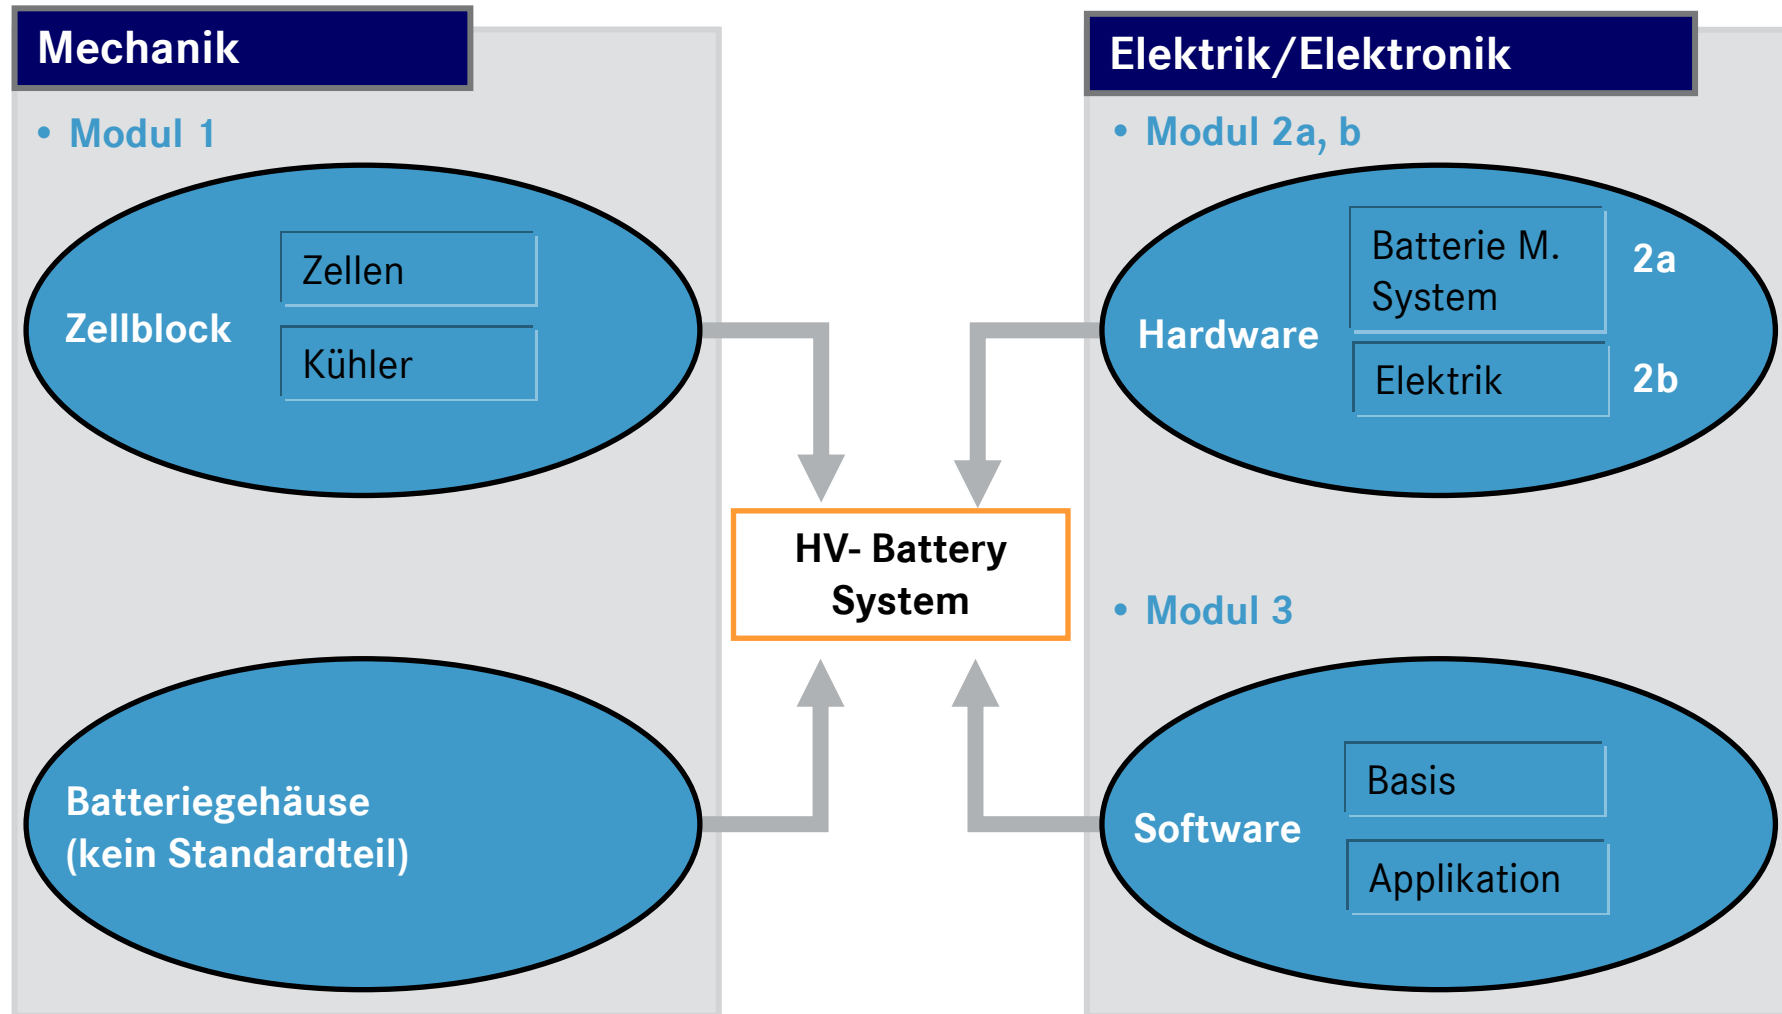 Mechanik
• Modul 1
Zellblock
Zellen
Kühler
Batteriegehäuse
(kein Standardteil)
HV- Battery
System
Elektrik/Elektronik
• Modul 2a, b
Hardware
Batterie M.
System
2a
Elektrik
2b
• Modul 3
Software
Basis
Applikation